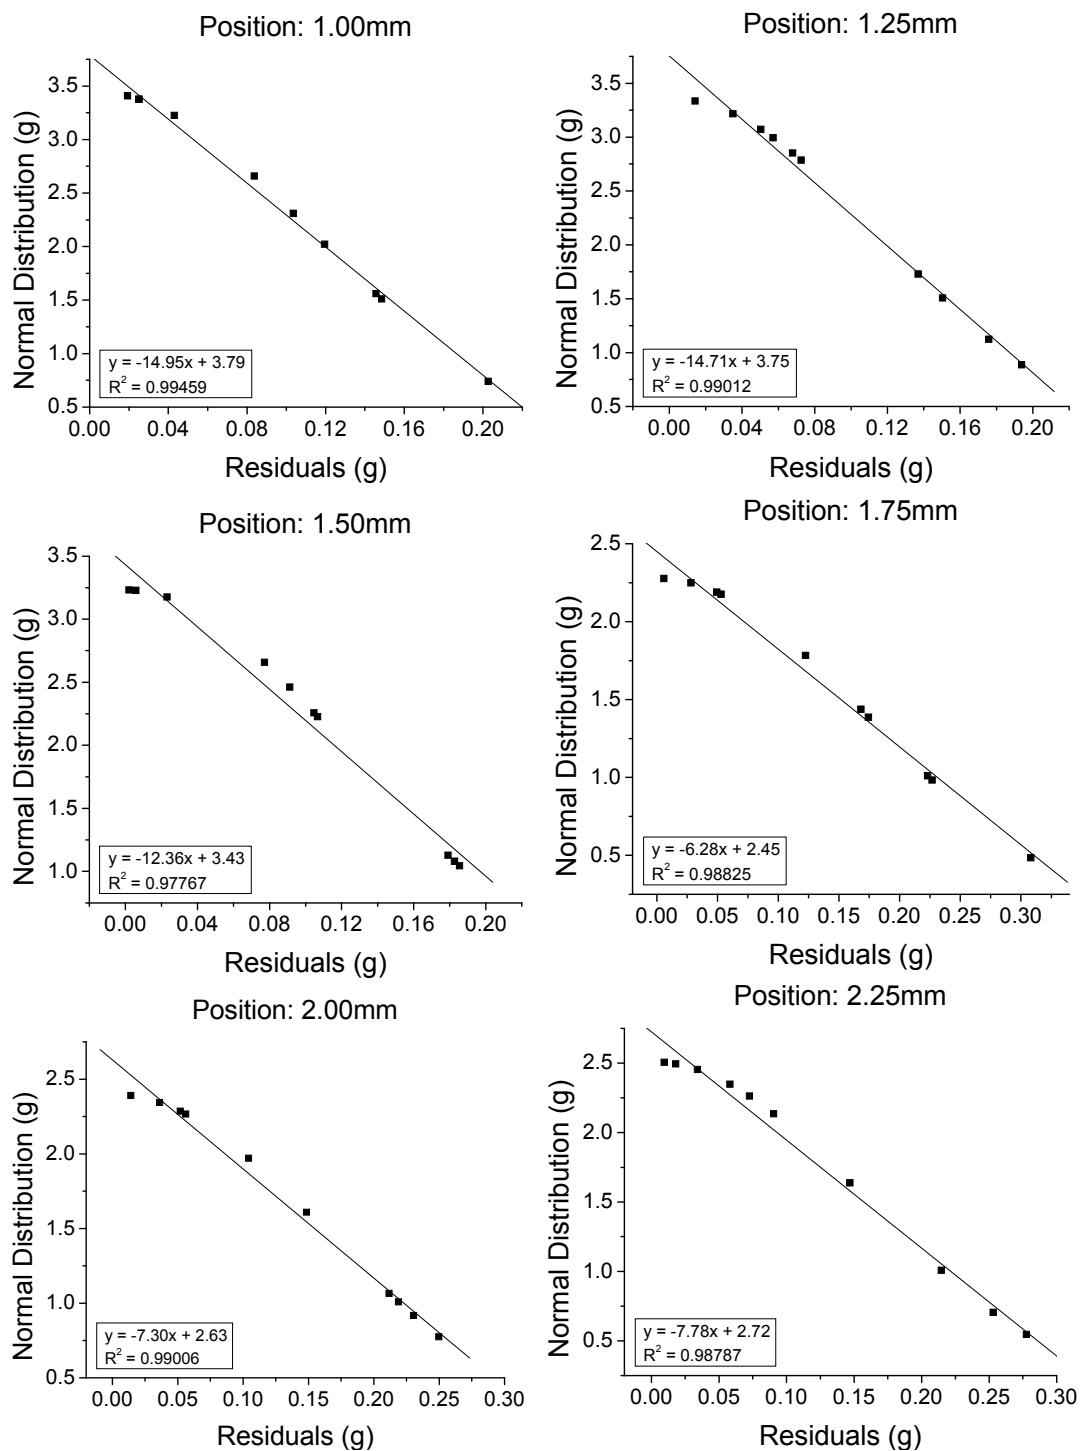 Position: 1.00mm
Normal Distribution (g)
3.5
3.0
2.5
2.0
1.5
1.0
0.5
y = -14.95x + 3.79
R² = 0.99459
0.00 0.04 0.08 0.12 0.16 0.20
Residuals (g)
Position: 1.25mm
Normal Distribution (g)
3.5
3.0
2.5
2.0
1.5
1.0
0.5
y = -14.71x + 3.75
R² = 0.99012
0.00 0.04 0.08 0.12 0.16 0.20
Residuals (g)
Position: 1.50mm
Normal Distribution (g)
3.5
3.0
2.5
2.0
1.5
1.0
y = -12.36x + 3.43
R² = 0.97767
0.00 0.04 0.08 0.12 0.16 0.20
Residuals (g)
Position: 1.75mm
Normal Distribution (g)
2.5
2.0
1.5
1.0
0.5
y = -6.28x + 2.45
R² = 0.98825
0.00 0.05 0.10 0.15 0.20 0.25 0.30
Residuals (g)
Position: 2.00mm
Normal Distribution (g)
2.5
2.0
1.5
1.0
0.5
y = -7.30x + 2.63
R² = 0.99006
0.00 0.05 0.10 0.15 0.20 0.25 0.30
Residuals (g)
Position: 2.25mm
Normal Distribution (g)
2.5
2.0
1.5
1.0
0.5
y = -7.78x + 2.72
R² = 0.98787
0.00 0.05 0.10 0.15 0.20 0.25 0.30
Residuals (g)